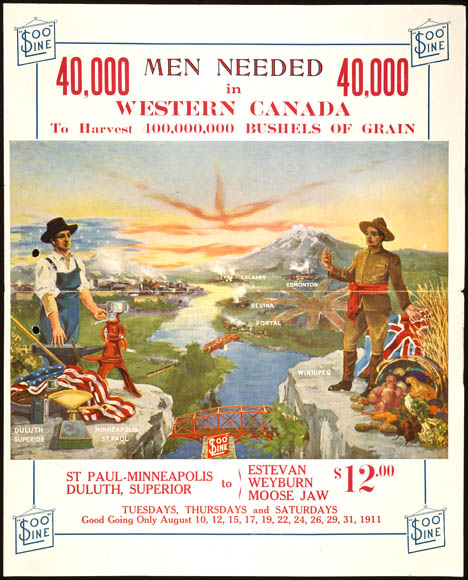 "SOO LINE"
"SOO LINE"
40,000 MEN NEEDED 40,000
in
WESTERN CANADA
To Harvest 400,000,000 BUSHELS OF GRAIN
CALGARY
EDMONTON
REGINA
PORTAL
WINNIPEG
DULUTH
SUPERIOR
MINNEAPOLIS
ST. PAUL
SOO LINE
ST PAUL-MINNEAPOLIS
DULUTH, SUPERIOR
to
ESTEVAN
WEYBURN
MOOSE JAW
$12.00
TUESDAYS, THURSDAYS and SATURDAYS
Good Going Only August 10, 12, 15, 17, 19, 22, 24, 26, 29, 31, 1911
"SOO LINE"
"SOO LINE"